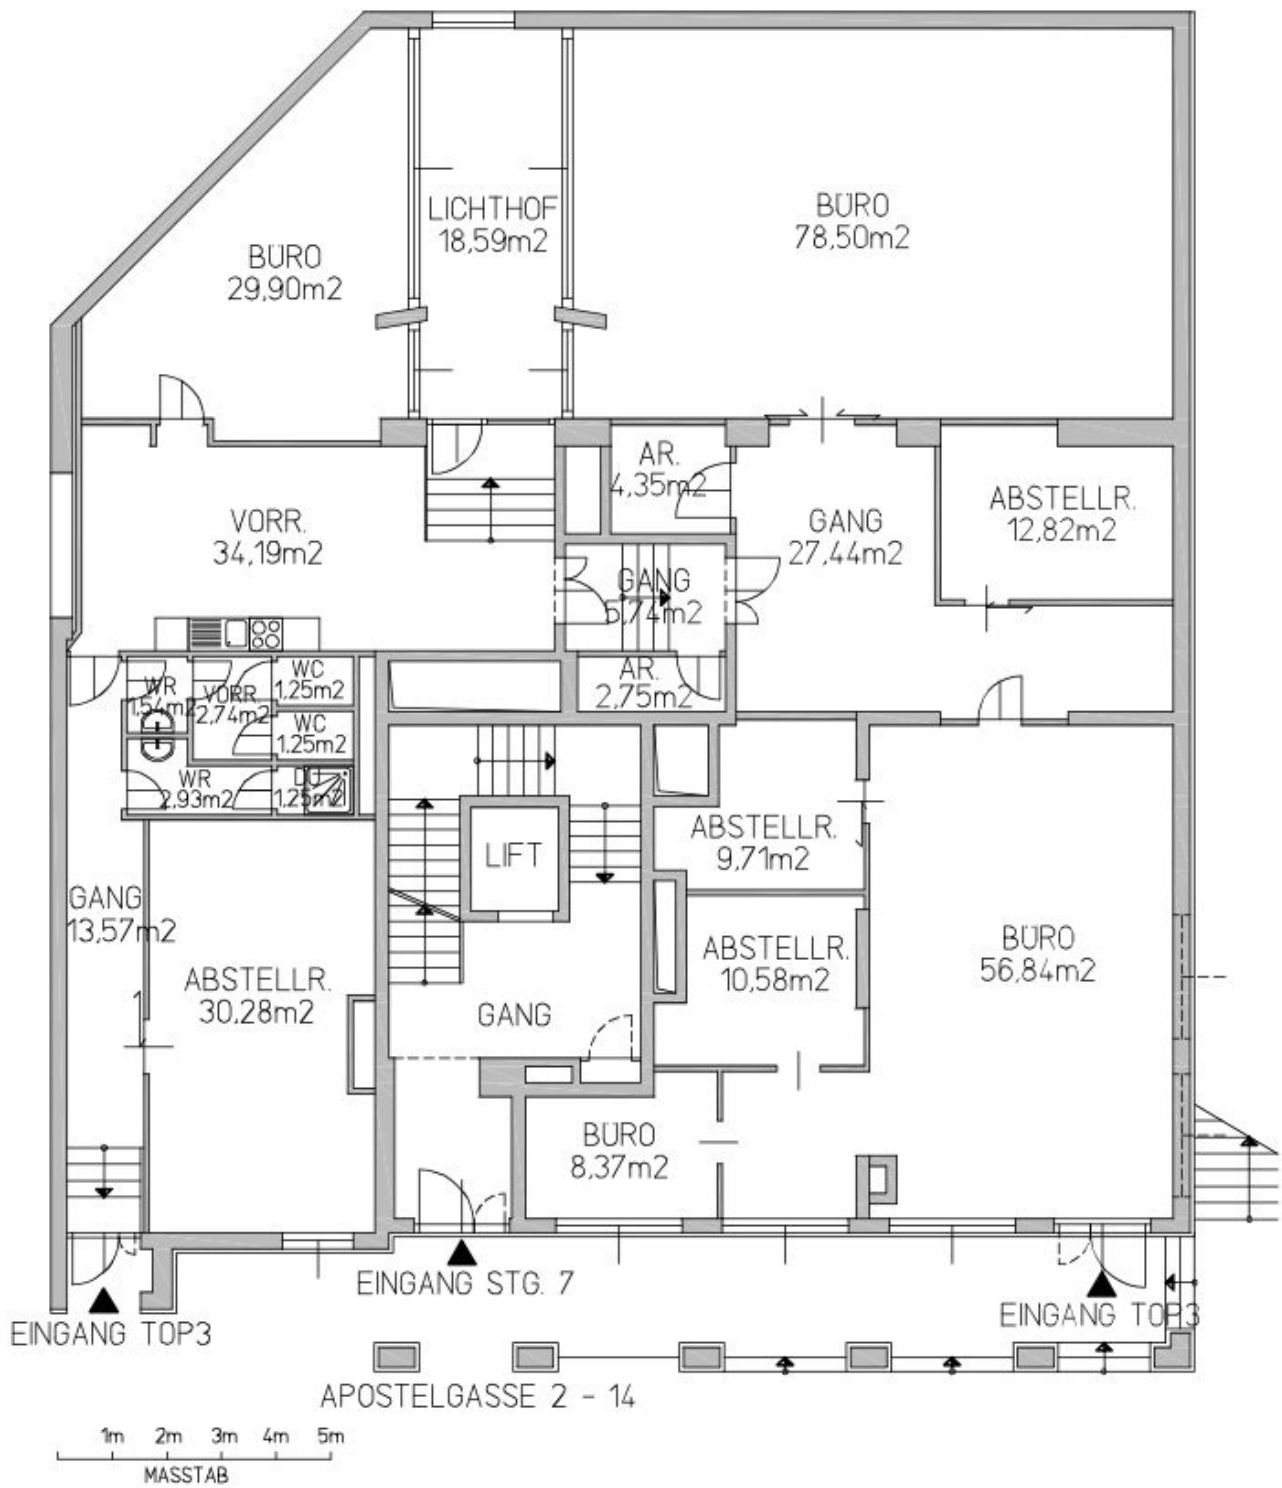 LICHTHOF
18,59m2
BÜRO
78,50m2
BÜRO
29,90m2
AR.
4,35m2
ABSTELLR.
12,82m2
VORR.
34,19m2
GANG
27,44m2
GANG
5,74m2
AR.
2,75m2
WR
1,54m2
VORR.
2,74m2
WC
1,25m2
WC
1,25m2
WR
2,93m2
DU
1,25m2
ABSTELLR.
9,71m2
LIFT
GANG
13,57m2
ABSTELLR.
30,28m2
ABSTELLR.
10,58m2
BÜRO
56,84m2
GANG
BÜRO
8,37m2
EINGANG STG. 7
EINGANG TOP3
EINGANG TOP3
APOSTELGASSE 2 - 14
1m 2m 3m 4m 5m
MASSTAB